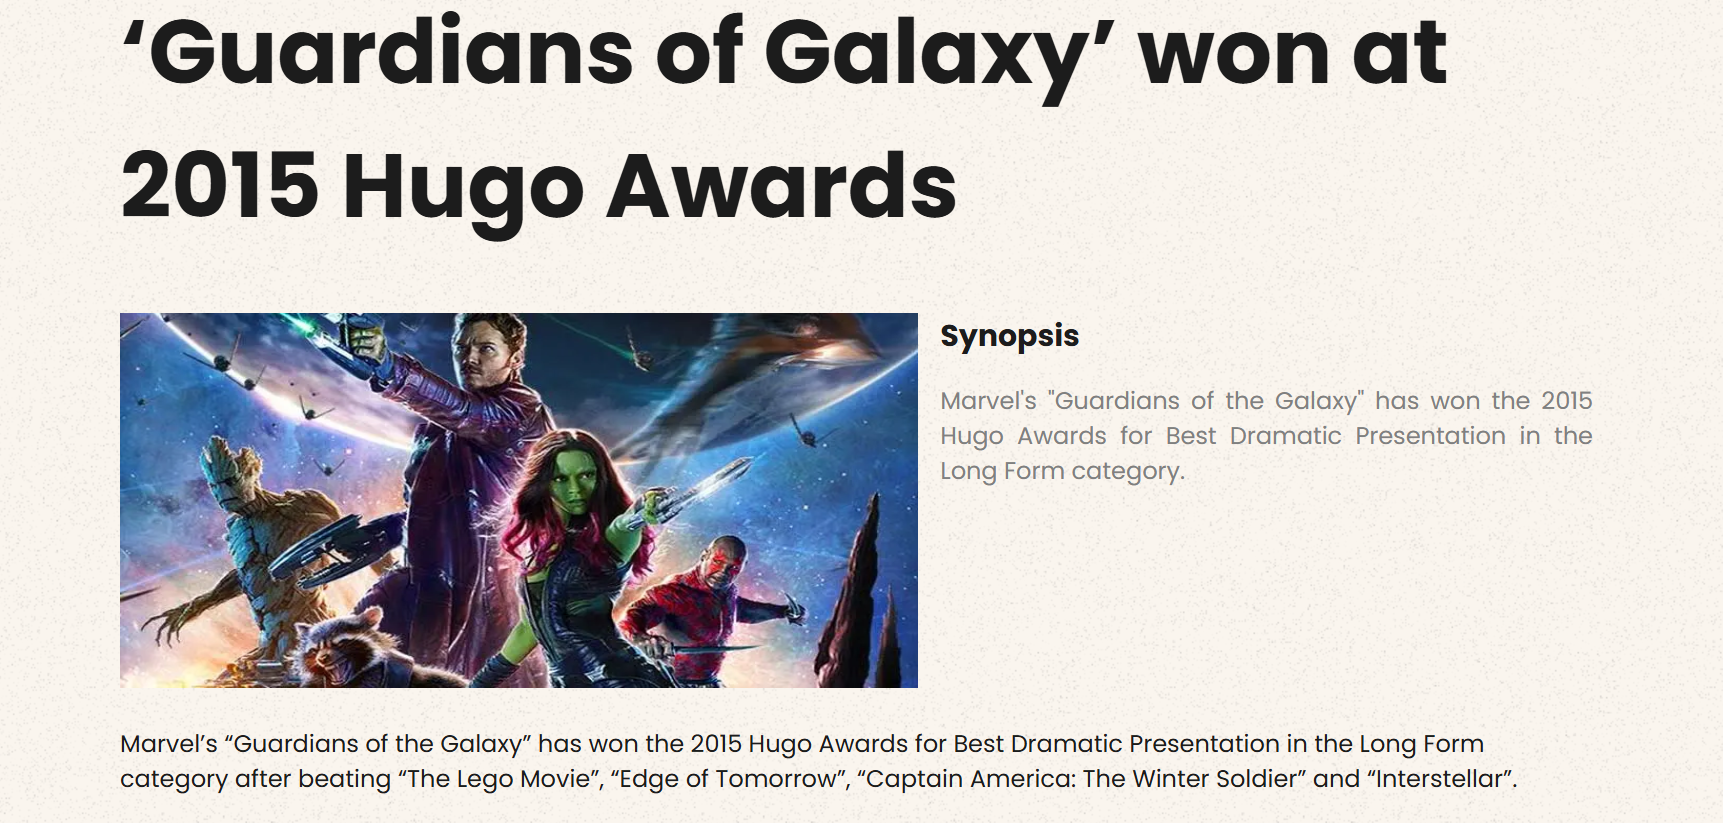 ‘Guardians of Galaxy’ won at
2015 Hugo Awards
Synopsis
Marvel's "Guardians of the Galaxy" has won the 2015
Hugo Awards for Best Dramatic Presentation in the
Long Form category.
Marvel’s “Guardians of the Galaxy” has won the 2015 Hugo Awards for Best Dramatic Presentation in the Long Form
category after beating “The Lego Movie”, “Edge of Tomorrow”, “Captain America: The Winter Soldier” and “Interstellar”.